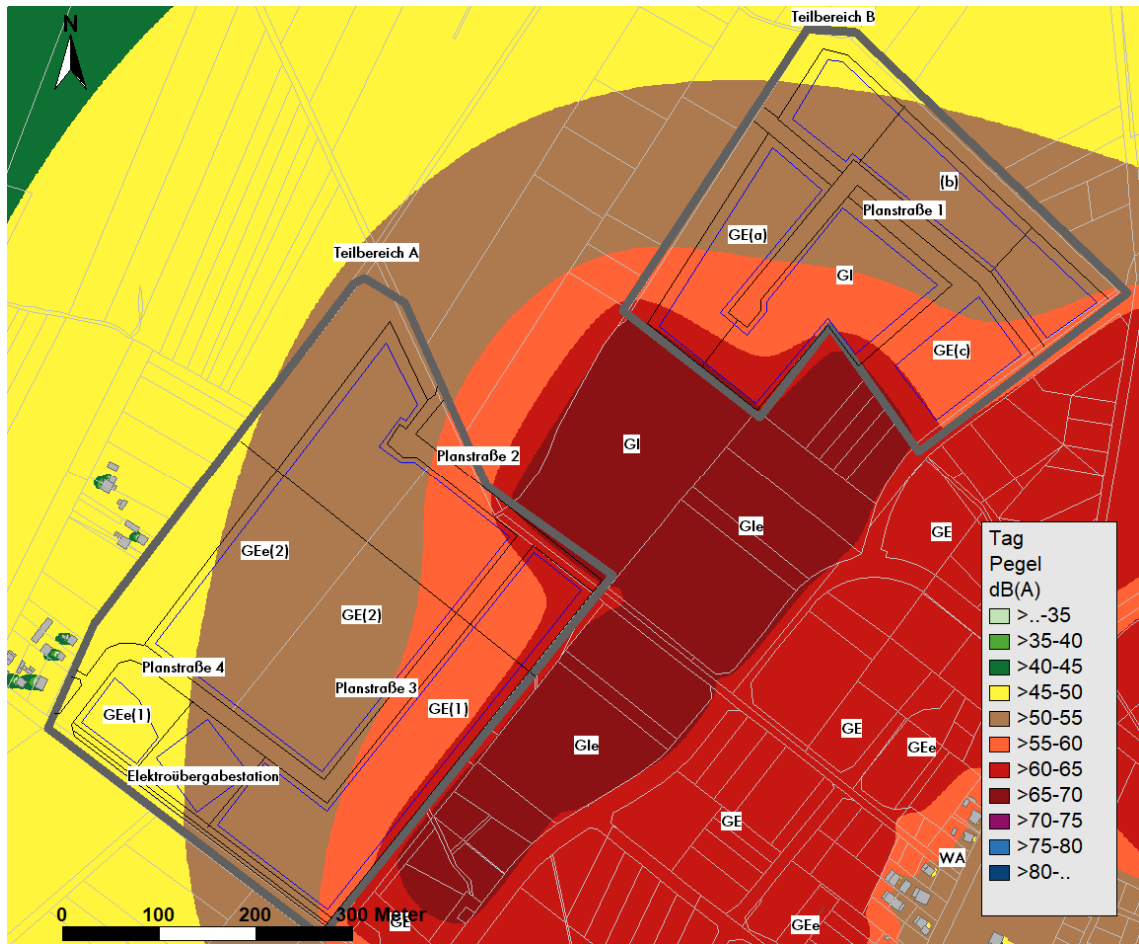 Teilbereich B
N
(b)
Planstraße 1
GE(a)
Teilbereich A
GI
GE(c)
GI
Planstraße 2
GIe
GE
GEe(2)
GE(2)
Planstraße 4
Planstraße 3
GEe(1)
GE(1)
GIe
GE
GEe
Elektroübergabestation
GE
WA
GE
GEe
0 100 200 300 Meter
Tag
Pegel
dB(A)
>..-35
>35-40
>40-45
>45-50
>50-55
>55-60
>60-65
>65-70
>70-75
>75-80
>80-..